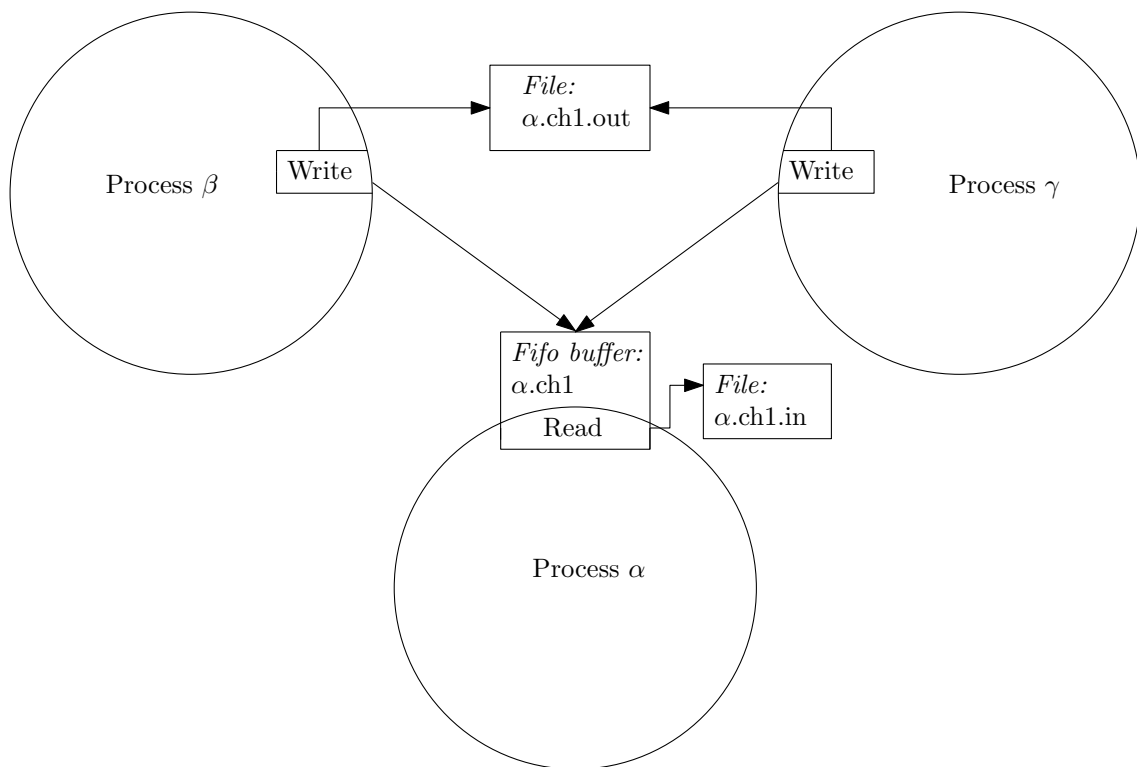 File:
α.ch1.out
Write
Write
Process β
Process γ
Fifo buffer:
α.ch1
Read
File:
α.ch1.in
Process α